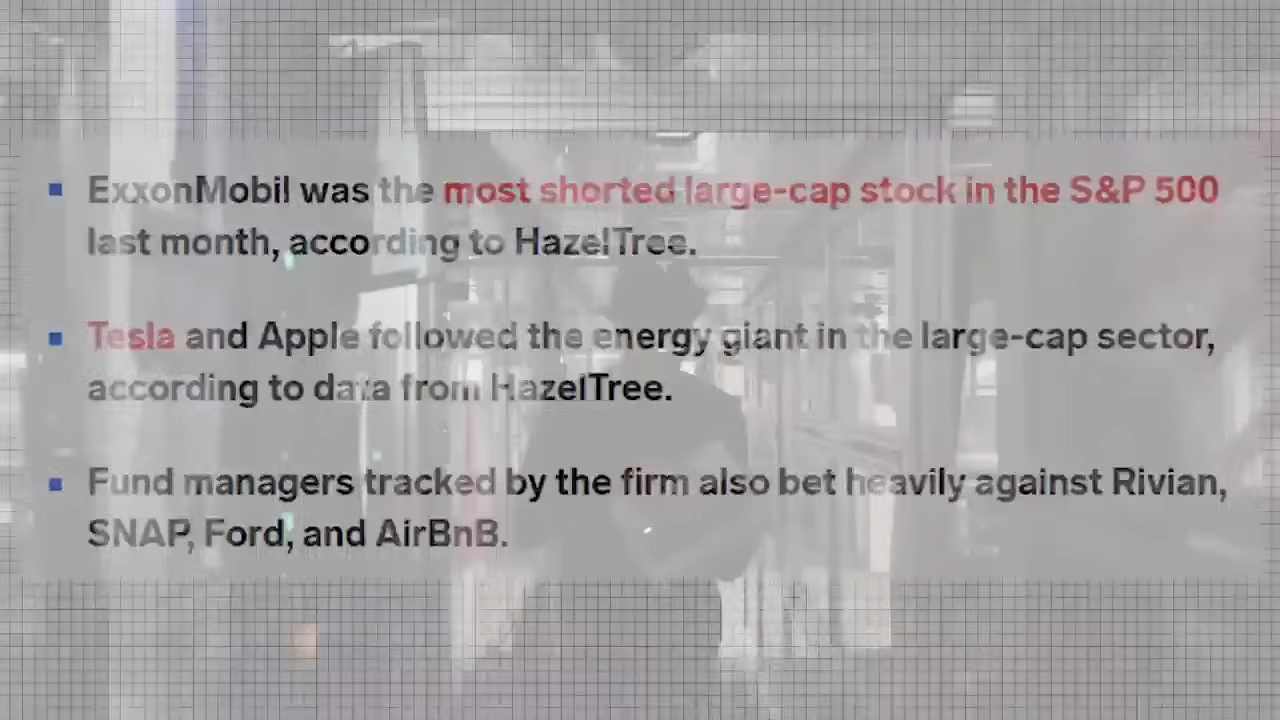 ExxonMobil was the most shorted large-cap stock in the S&P 500
last month, according to HazelTree.
Tesla and Apple followed the energy giant in the large-cap sector,
according to data from HazelTree.
Fund managers tracked by the firm also bet heavily against Rivian,
SNAP, Ford, and AirBnB.